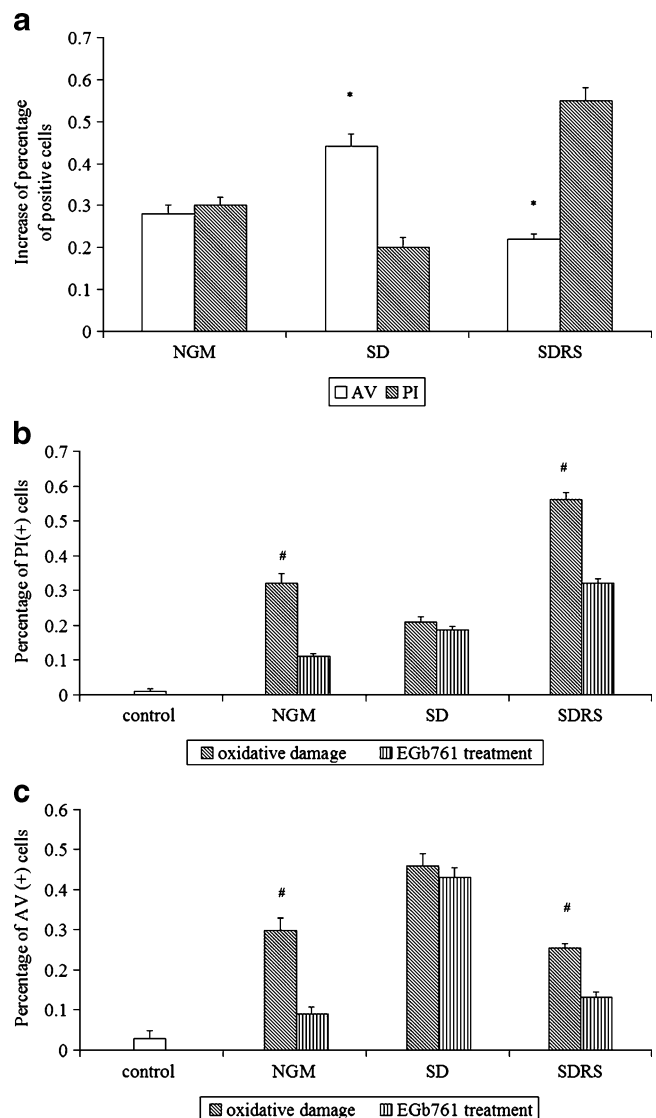 a
Increase of percentage
of positive cells
0.7
0.6
0.5
0.4
0.3
0.2
0.1
0
*
*
NGM SD SDRS
AV PI
b
Percentage of PI(+) cells
0.7
0.6
0.5
0.4
0.3
0.2
0.1
0
#
#
control NGM SD SDRS
oxidative damage EGb761 treatment
c
Percentage of AV (+) cells
0.6
0.5
0.4
0.3
0.2
0.1
0
#
#
control NGM SD SDRS
oxidative damage EGb761 treatment